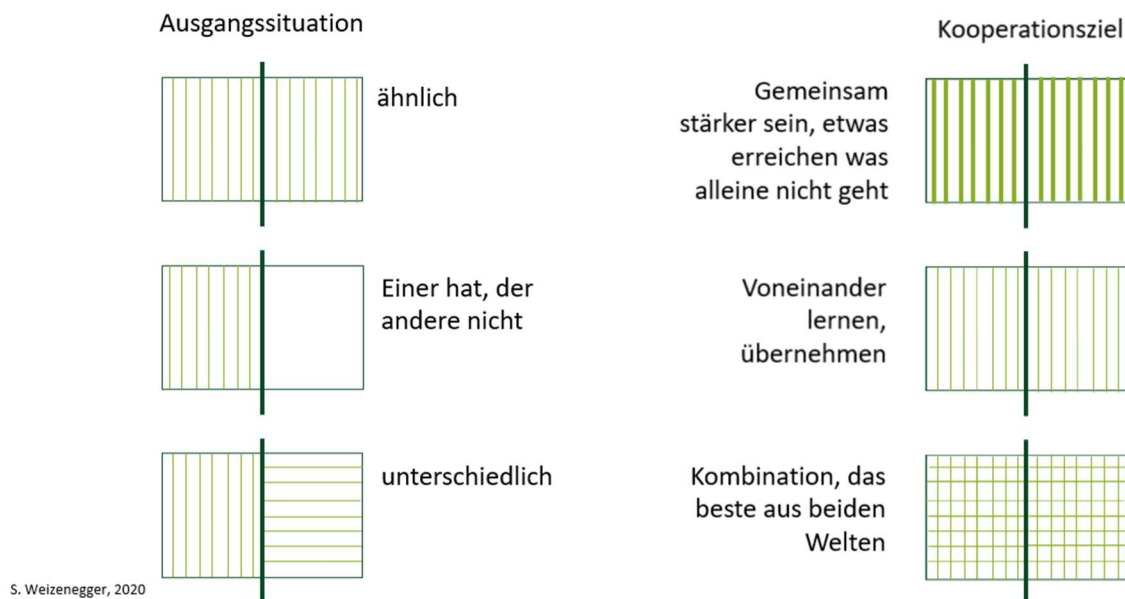 Ausgangssituation
Kooperationsziel
ähnlich
Gemeinsam
stärker sein, etwas
erreichen was
alleine nicht geht
Einer hat, der
andere nicht
Voneinander
lernen,
übernehmen
unterschiedlich
Kombination, das
beste aus beiden
Welten
S. Weizenegger, 2020